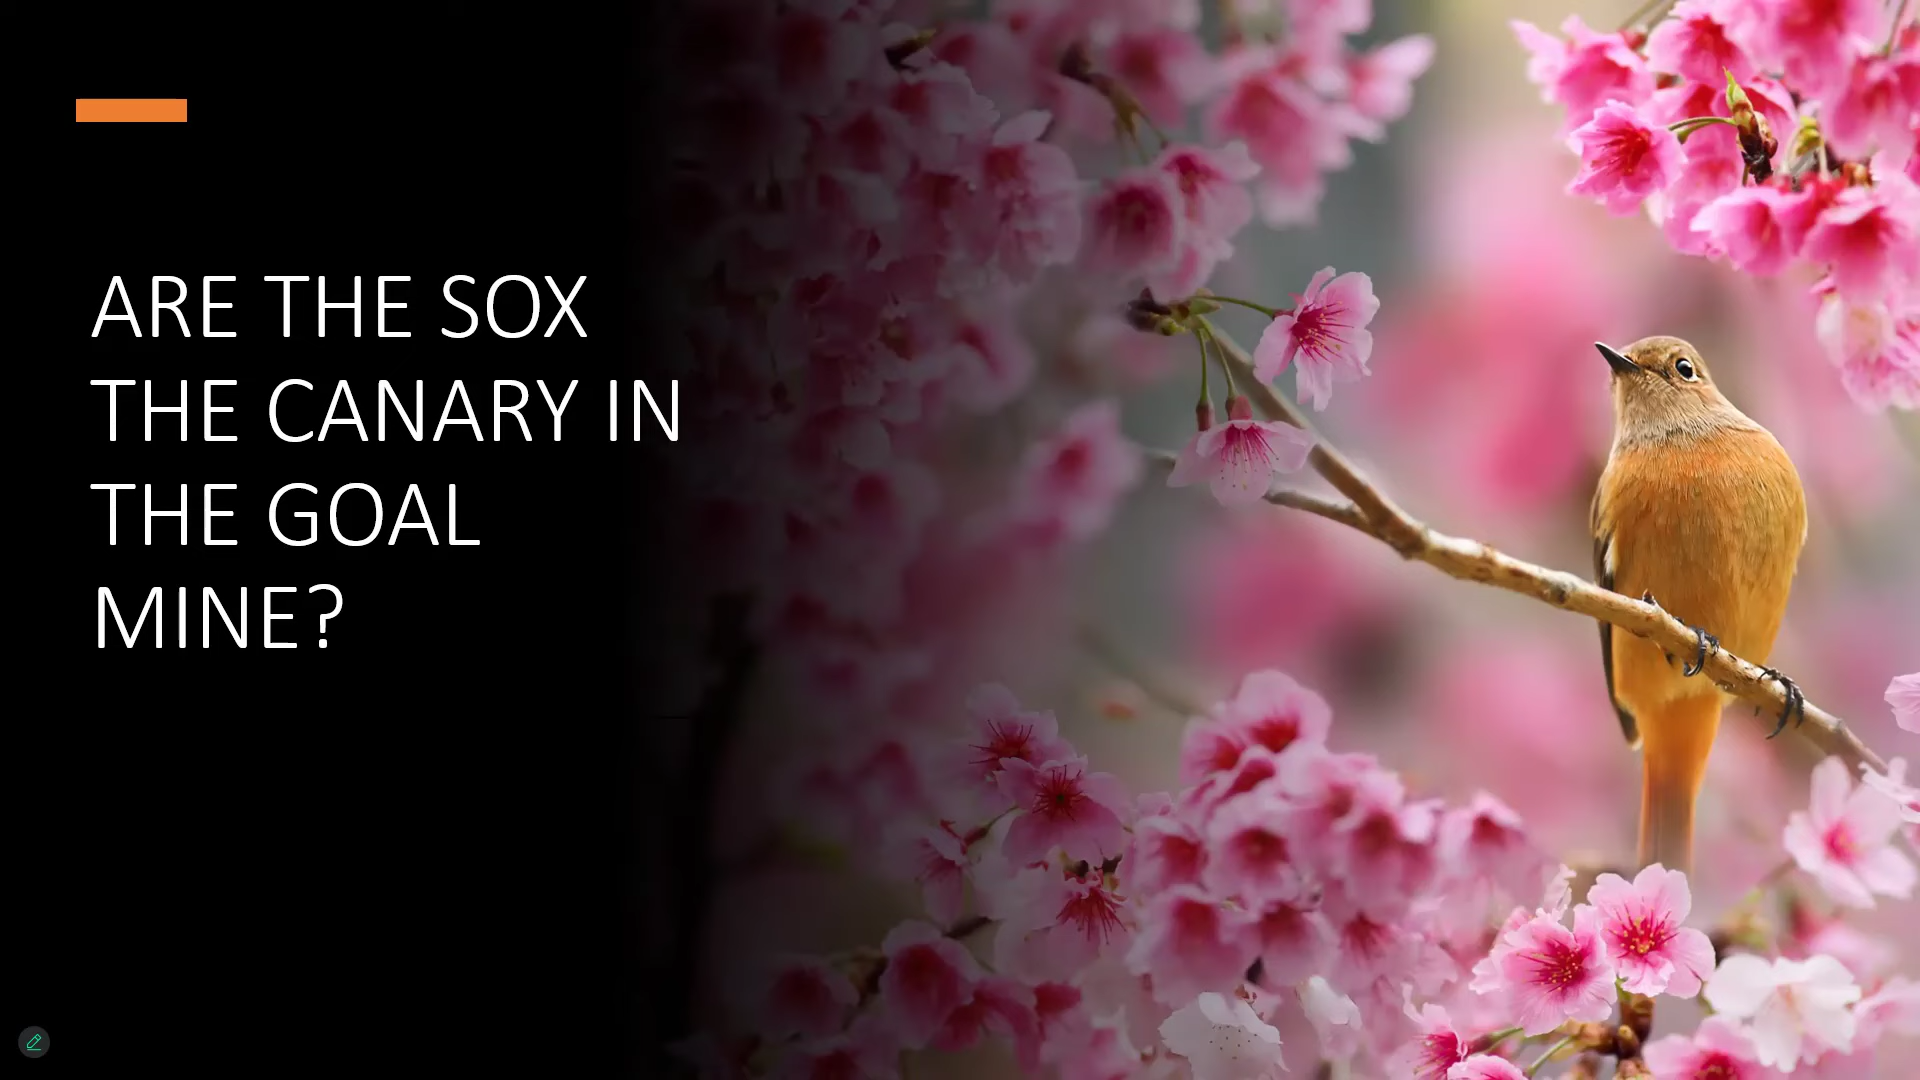 ARE THE SOX
THE CANARY IN
THE GOAL
MINE?